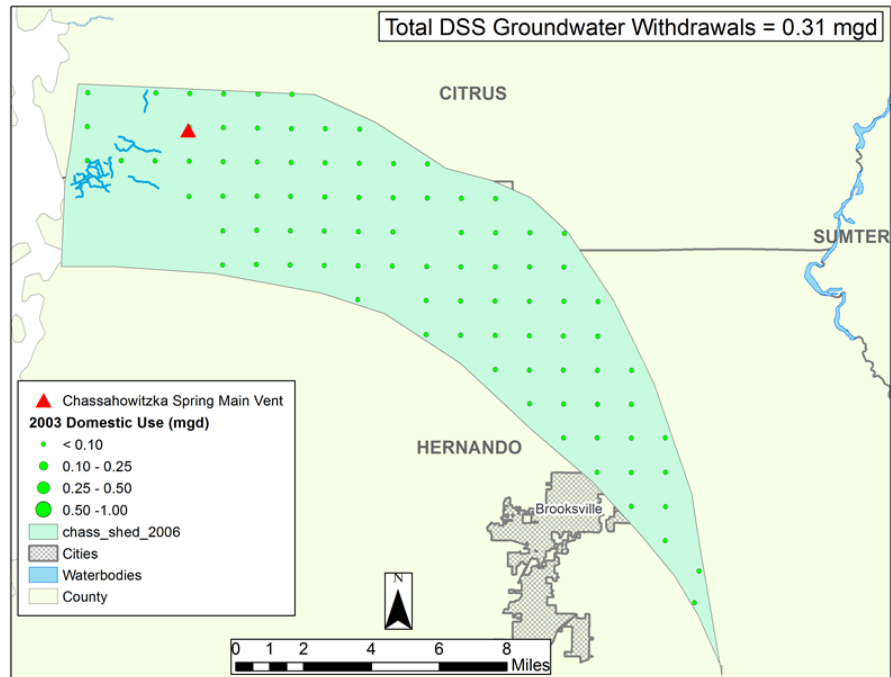 Total DSS Groundwater Withdrawals = 0.31 mgd
CITRUS
SUMTER
HERNANDO
Brooksville
Chassahowitzka Spring Main Vent
2003 Domestic Use (mgd)
< 0.10
0.10 - 0.25
0.25 - 0.50
0.50 -1.00
chass_shed_2006
Cities
Waterbodies
County
N
0 1 2 4 6 8
Miles